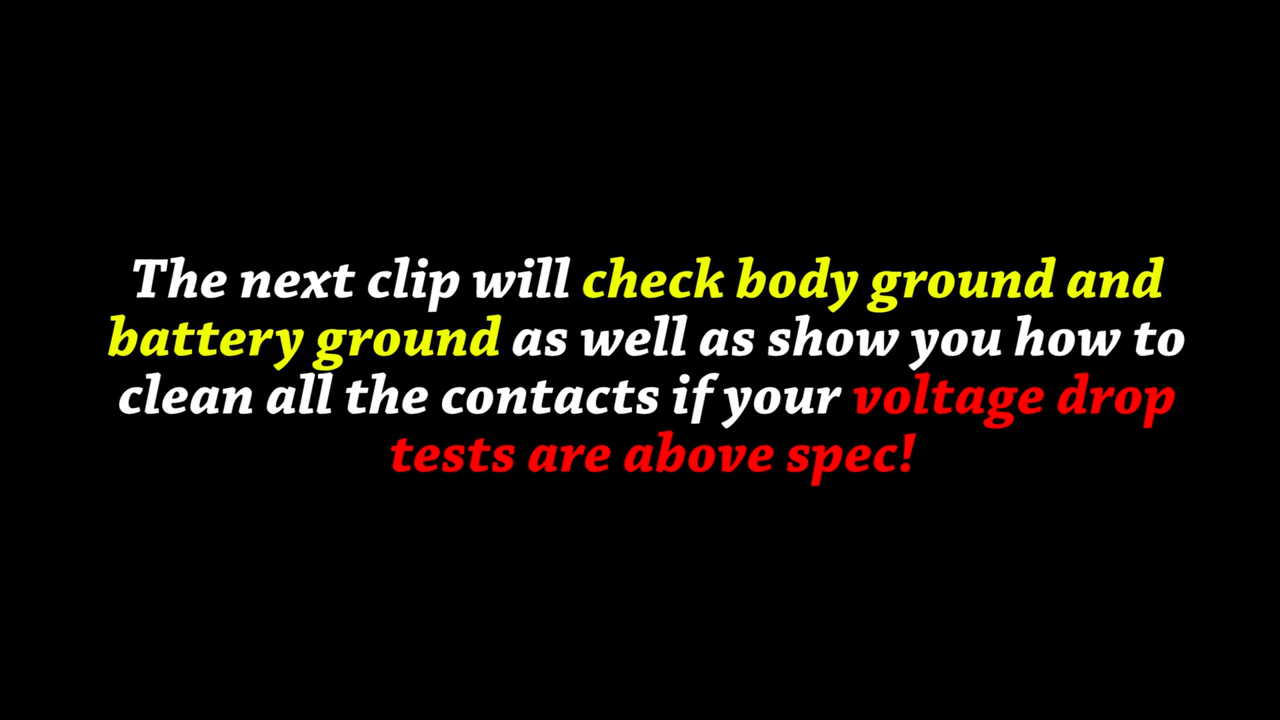 The next clip will check body ground and
battery ground as well as show you how to
clean all the contacts if your voltage drop
tests are above spec!